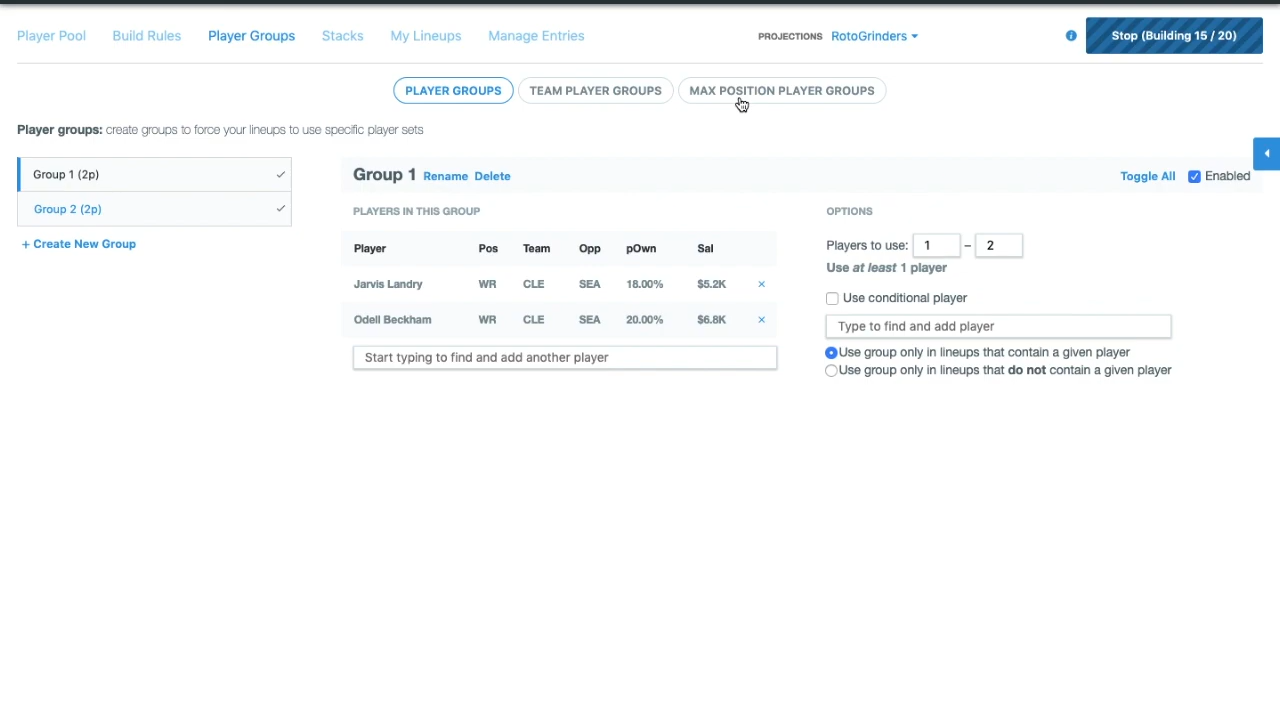 Player Pool Build Rules Player Groups Stacks My Lineups Manage Entries PROJECTIONS RotoGrinders Stop (Building 15 / 20)
PLAYER GROUPS TEAM PLAYER GROUPS MAX POSITION PLAYER GROUPS
Player groups: create groups to force your lineups to use specific player sets
Group 1 (2p)
Group 2 (2p)
+ Create New Group
Group 1 Rename Delete Toggle All Enabled
PLAYERS IN THIS GROUP
Player Pos Team Opp pOwn Sal
Jarvis Landry WR CLE SEA 18.00% $5.2K ×
Odell Beckham WR CLE SEA 20.00% $6.8K ×
Start typing to find and add another player
OPTIONS
Players to use: 1 – 2
Use at least 1 player
Use conditional player
Type to find and add player
Use group only in lineups that contain a given player
Use group only in lineups that do not contain a given player